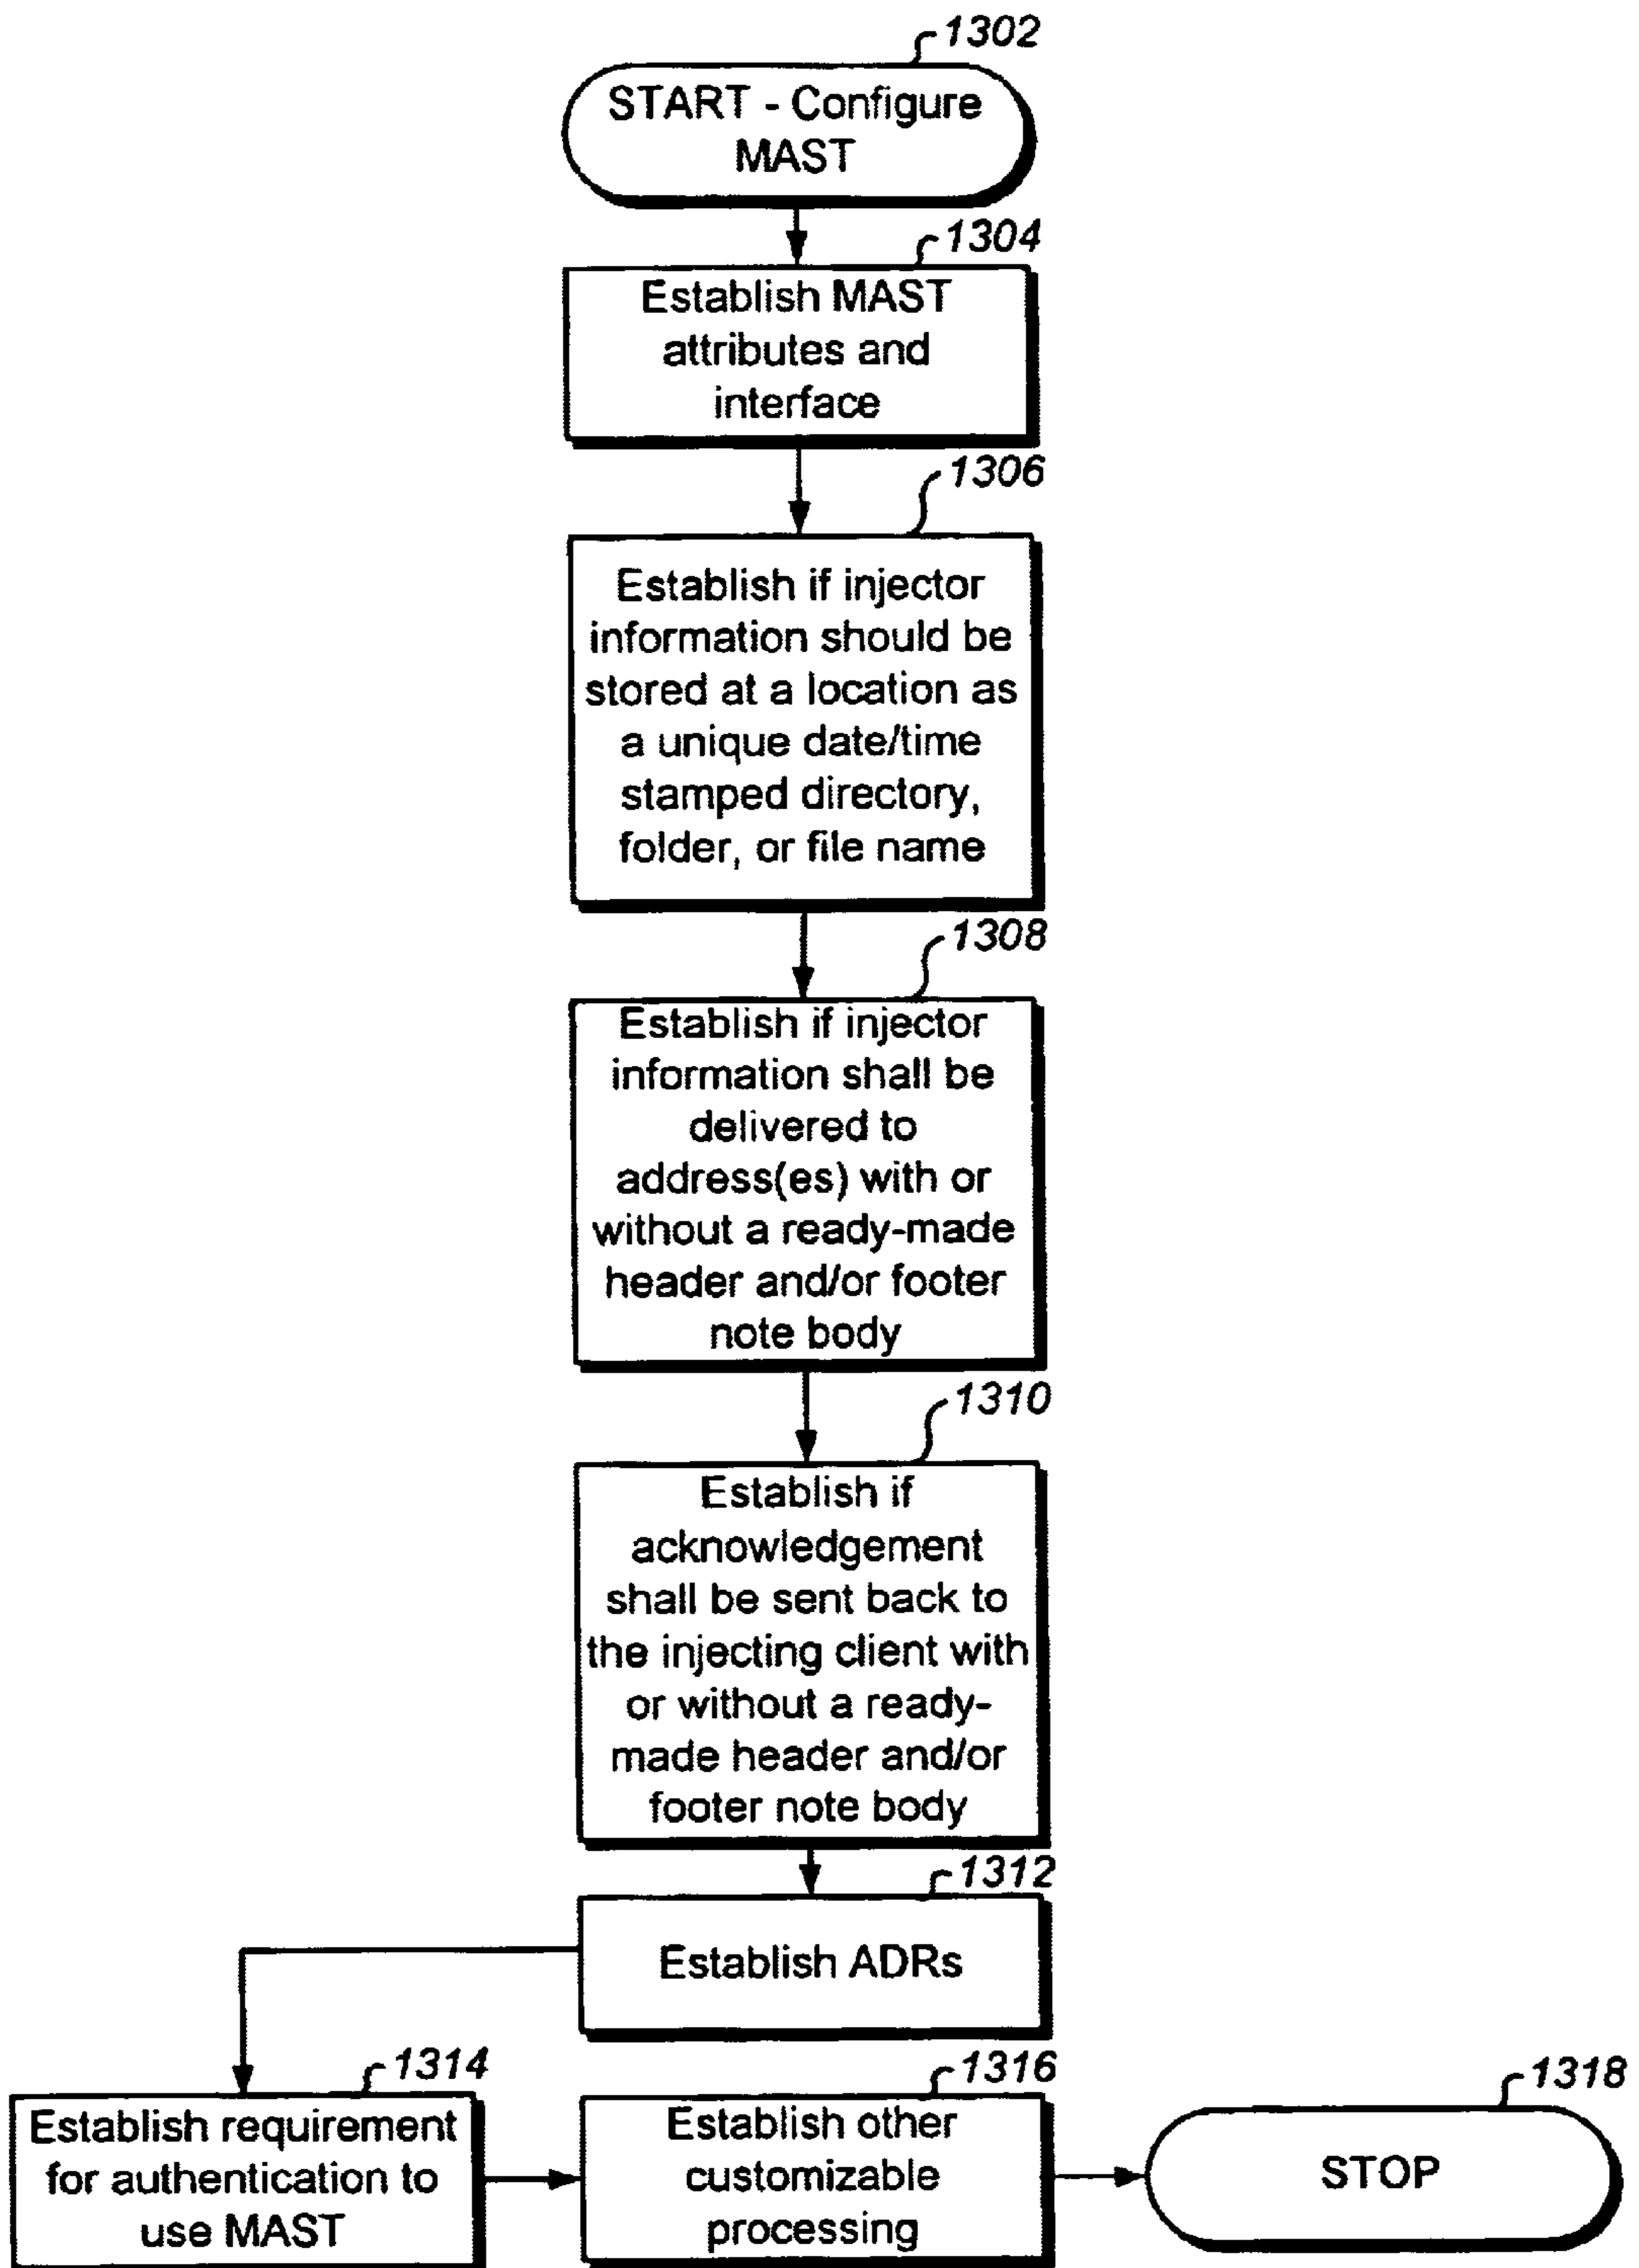 1302
START - Configure
MAST
1304
Establish MAST
attributes and
interface
1306
Establish if injector
information should be
stored at a location as
a unique date/time
stamped directory,
folder, or file name
1308
Establish if injector
information shall be
delivered to
address(es) with or
without a ready-made
header and/or footer
note body
1310
Establish if
acknowledgement
shall be sent back to
the injecting client with
or without a ready-
made header and/or
footer note body
1312
Establish ADRs
1314
Establish requirement
for authentication to
use MAST
1316
Establish other
customizable
processing
1318
STOP